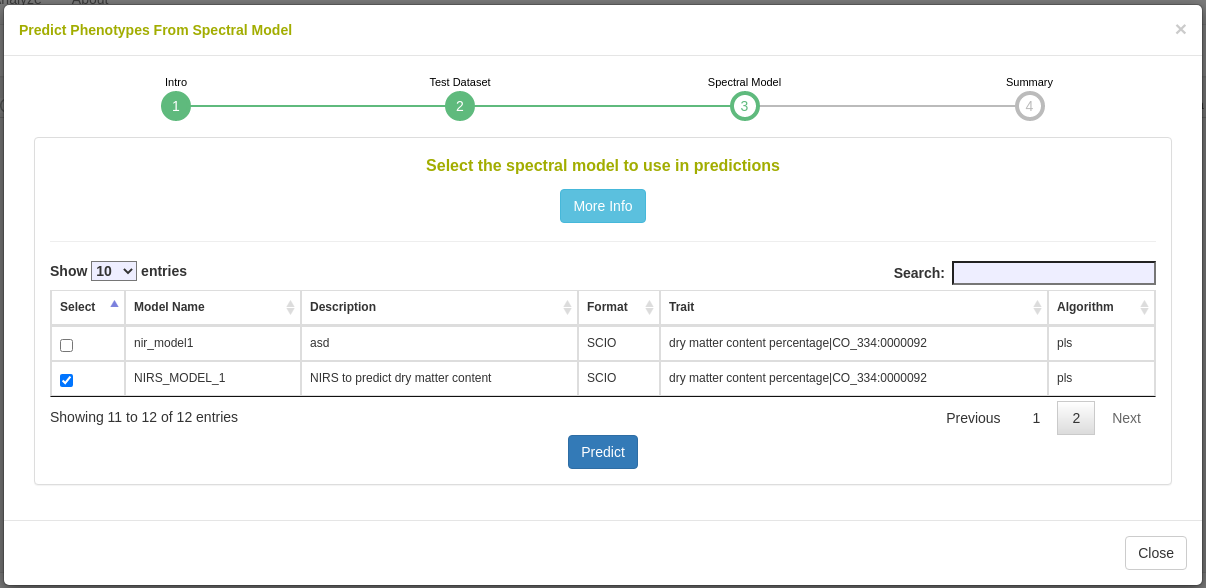 About
Predict Phenotypes From Spectral Model ×
Intro Test Dataset Spectral Model Summary
1 2 3 4
Select the spectral model to use in predictions
More Info
Show 10 entries Search:
Select Model Name Description Format Trait Algorithm
nir_model1 asd SCIO dry matter content percentage|CO_334:0000092 pls
NIRS_MODEL_1 NIRS to predict dry matter content SCIO dry matter content percentage|CO_334:0000092 pls
Showing 11 to 12 of 12 entries Previous 1 2 Next
Predict
Close